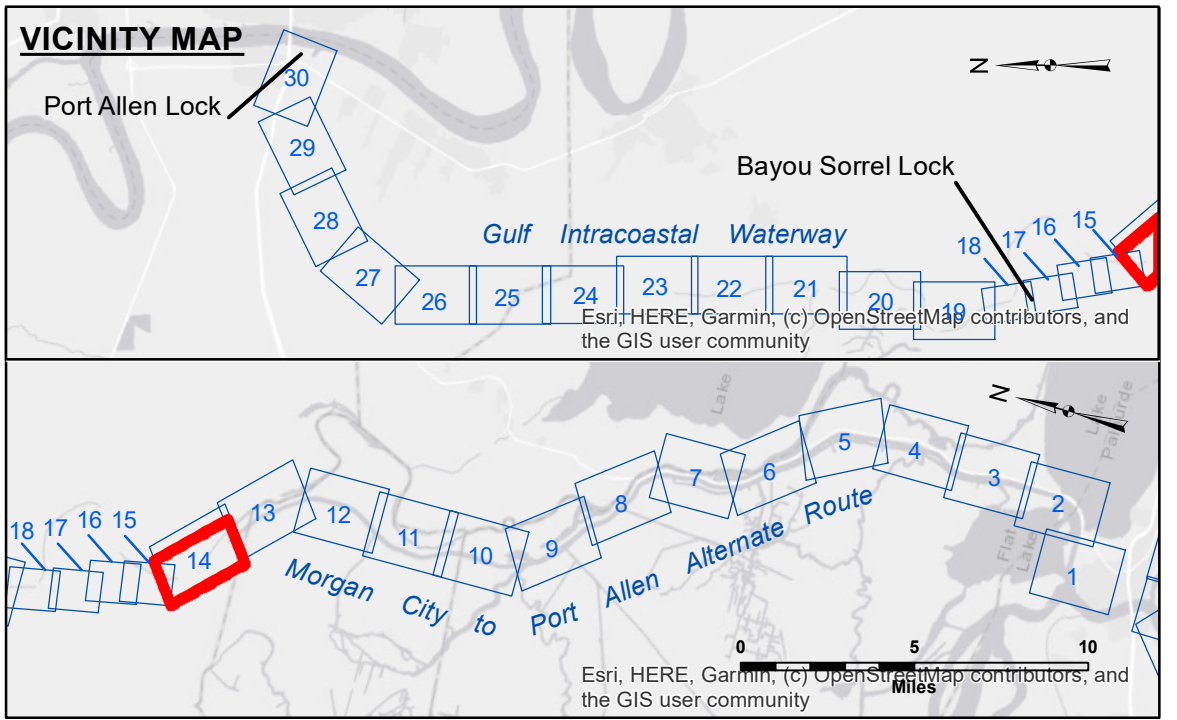 VICINITY MAP
N
30
Port Allen Lock
29
Bayou Sorrel Lock
28
Gulf Intracoastal Waterway
18
17
16
15
27
26
25
24
23
22
21
20
19
Esri, HERE, Garmin, (c) OpenStreetMap contributors, and
the GIS user community
Lake
N
Lake
Palourde
18
17
16
15
14
13
12
11
10
9
8
7
6
5
4
3
2
1
Flat
Lake
Morgan City to Port Allen Alternate Route
0
5
10
Miles
Esri, HERE, Garmin, (c) OpenStreetMap contributors, and
the GIS user community